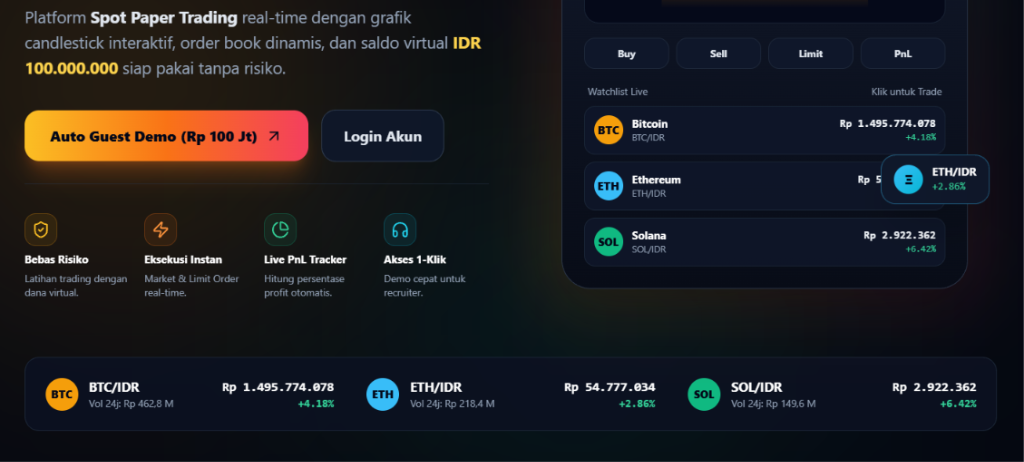 Platform Spot Paper Trading real-time dengan grafik
candlestick interaktif, order book dinamis, dan saldo virtual IDR
100.000.000 siap pakai tanpa risiko.
Auto Guest Demo (Rp 100 Jt)
Login Akun
Bebas Risiko
Latihan trading dengan
dana virtual.
Eksekusi Instan
Market & Limit Order
real-time.
Live PnL Tracker
Hitung persentase
profit otomatis.
Akses 1-Klik
Demo cepat untuk
recruiter.
Buy
Sell
Limit
PnL
Watchlist Live
Klik untuk Trade
BTC
Bitcoin
BTC/IDR
Rp 1.495.774.078
+4.18%
ETH
Ethereum
ETH/IDR
Rp 5
Ξ
ETH/IDR
+2.86%
SOL
Solana
SOL/IDR
Rp 2.922.362
+6.42%
BTC
BTC/IDR
Vol 24j: Rp 462,8 M
Rp 1.495.774.078
+4.18%
ETH
ETH/IDR
Vol 24j: Rp 218,4 M
Rp 54.777.034
+2.86%
SOL
SOL/IDR
Vol 24j: Rp 149,6 M
Rp 2.922.362
+6.42%